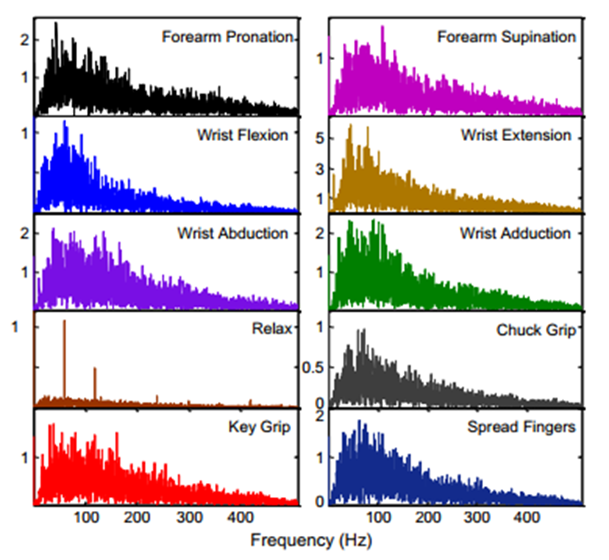 Forearm Pronation
2
1
Forearm Supination
1
Wrist Flexion
1
Wrist Extension
5
3
1
Wrist Abduction
2
1
Wrist Adduction
2
1
Relax
1
Chuck Grip
1
0.5
0
Key Grip
1
Spread Fingers
2
1
0
100 200 300 400
100 200 300 400
Frequency (Hz)